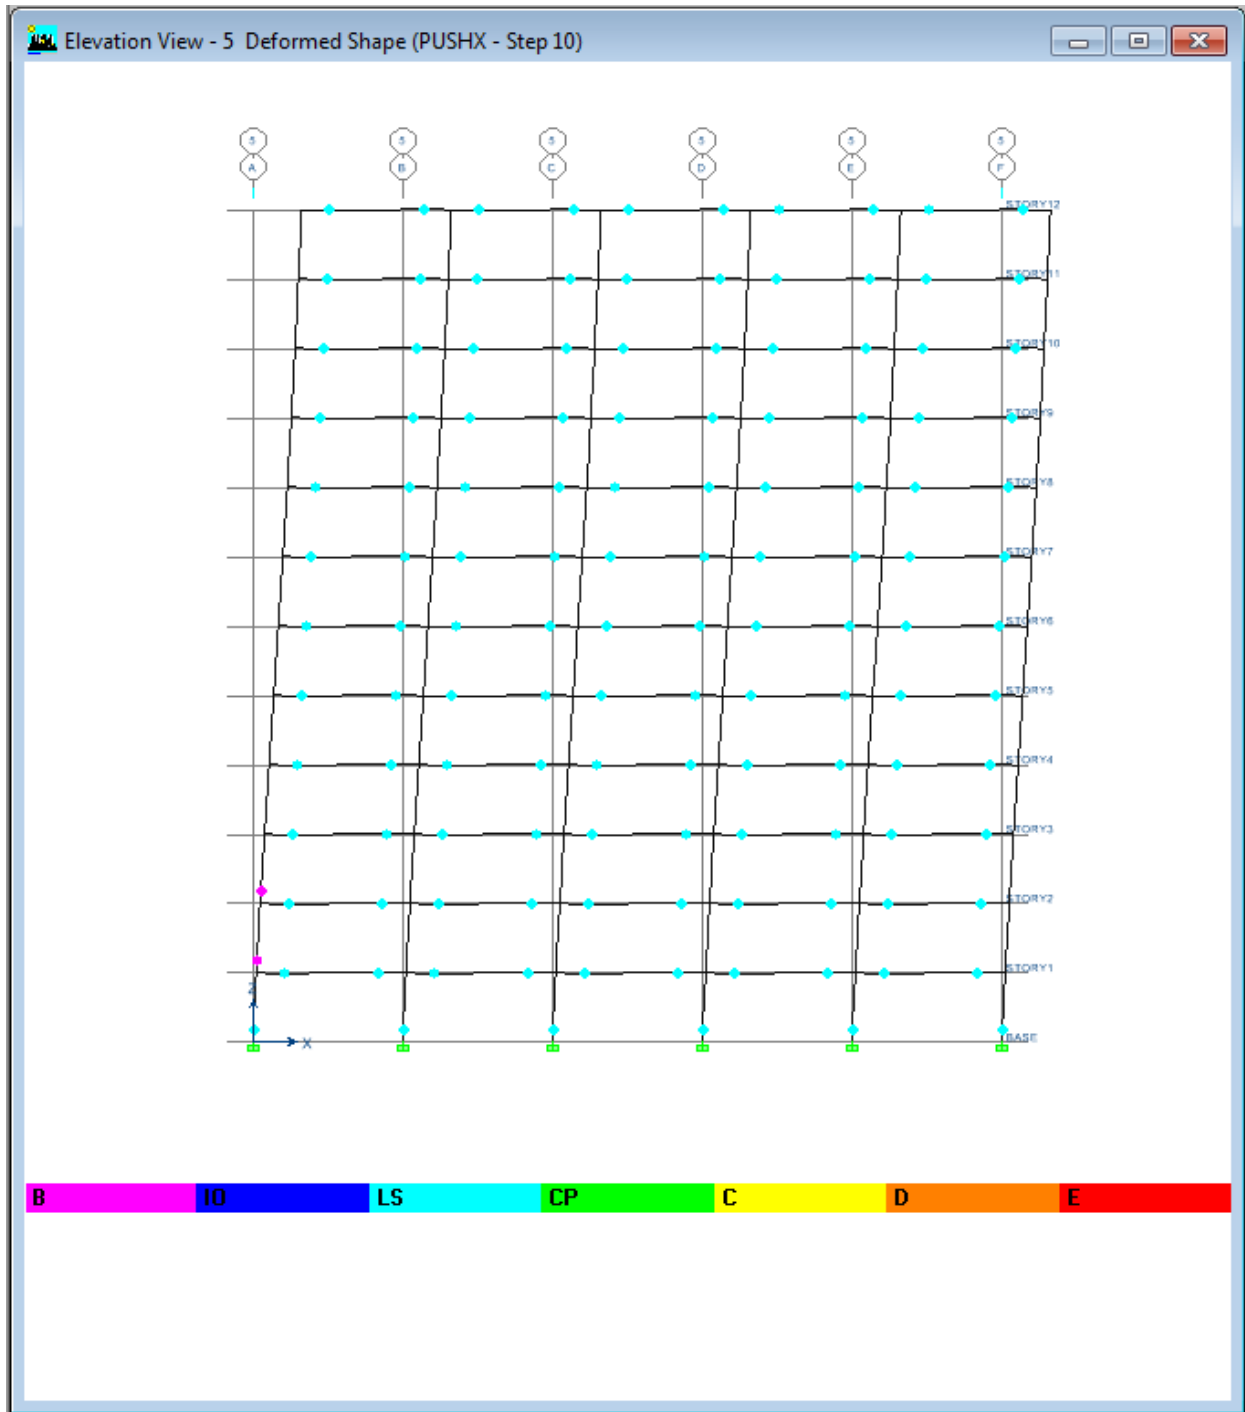 Elevation View - 5 Deformed Shape (PUSHX - Step 10)
5 5 5 5 5 5
A B C D E F
STORY12
STORY11
STORY10
STORY9
STORY8
STORY7
STORY6
STORY5
STORY4
STORY3
STORY2
STORY1
Z
X
BASE
B IO LS CP C D E